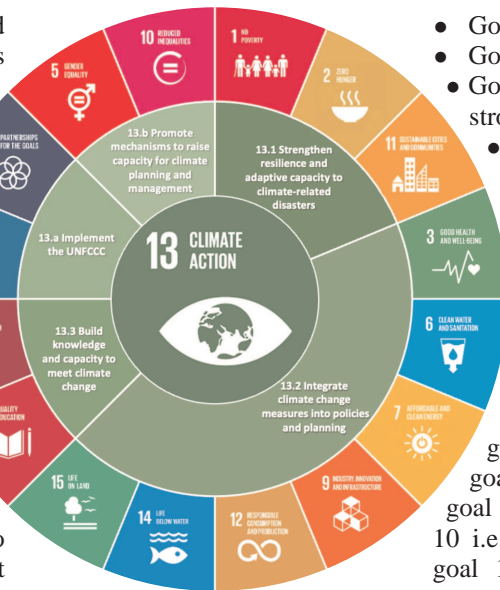 10 REDUCED
INEQUALITIES
1 NO
POVERTY
5 GENDER
EQUALITY
2 ZERO
HUNGER
PARTNERSHIPS
FOR THE GOALS
11 SUSTAINABLE CITIES
AND COMMUNITIES
3 GOOD HEALTH
AND WELL-BEING
6 CLEAN WATER
AND SANITATION
7 AFFORDABLE AND
CLEAN ENERGY
9 INDUSTRY, INNOVATION
AND INFRASTRUCTURE
12 RESPONSIBLE
CONSUMPTION
AND PRODUCTION
14 LIFE
BELOW WATER
15 LIFE
ON LAND
13.b Promote
mechanisms to raise
capacity for climate
planning and
management
13.1 Strengthen
resilience and
adaptive capacity to
climate-related
disasters
13.a Implement
the UNFCCC
13 CLIMATE
ACTION
13.3 Build
knowledge
and capacity to
meet climate
change
13.2 Integrate
climate change
measures into policies
and planning
• Go
• Go
• Go
stro
•
g
goa
goal
10 i.e.
goal 1